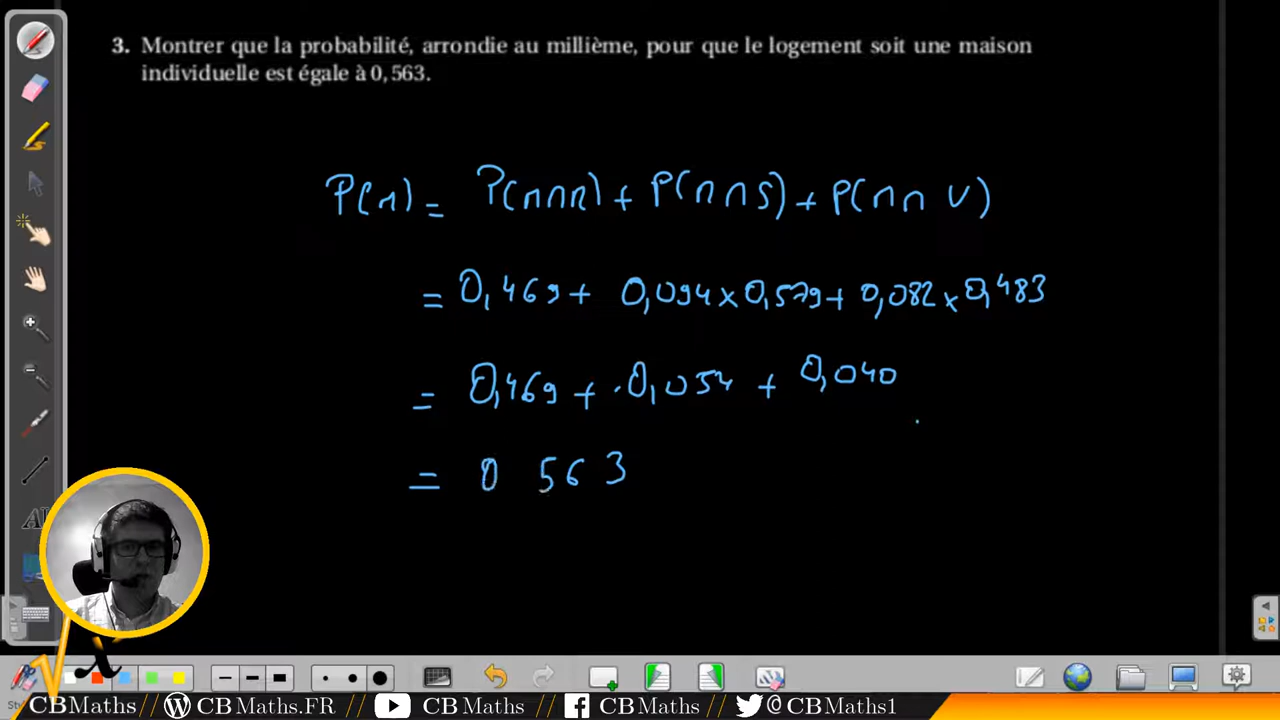 3. Montrer que la probabilité, arrondie au millième, pour que le logement soit une maison
individuelle est égale à 0,563.
P(M) = P(M∩R) + P(M∩S) + P(M∩V)
= 0,469 + 0,094 × 0,579 + 0,082 × 0,483
= 0,469 + 0,054 + 0,040
= 0 563
CBMaths // CBMaths.FR // CBMaths // CBMaths // @CBMaths1